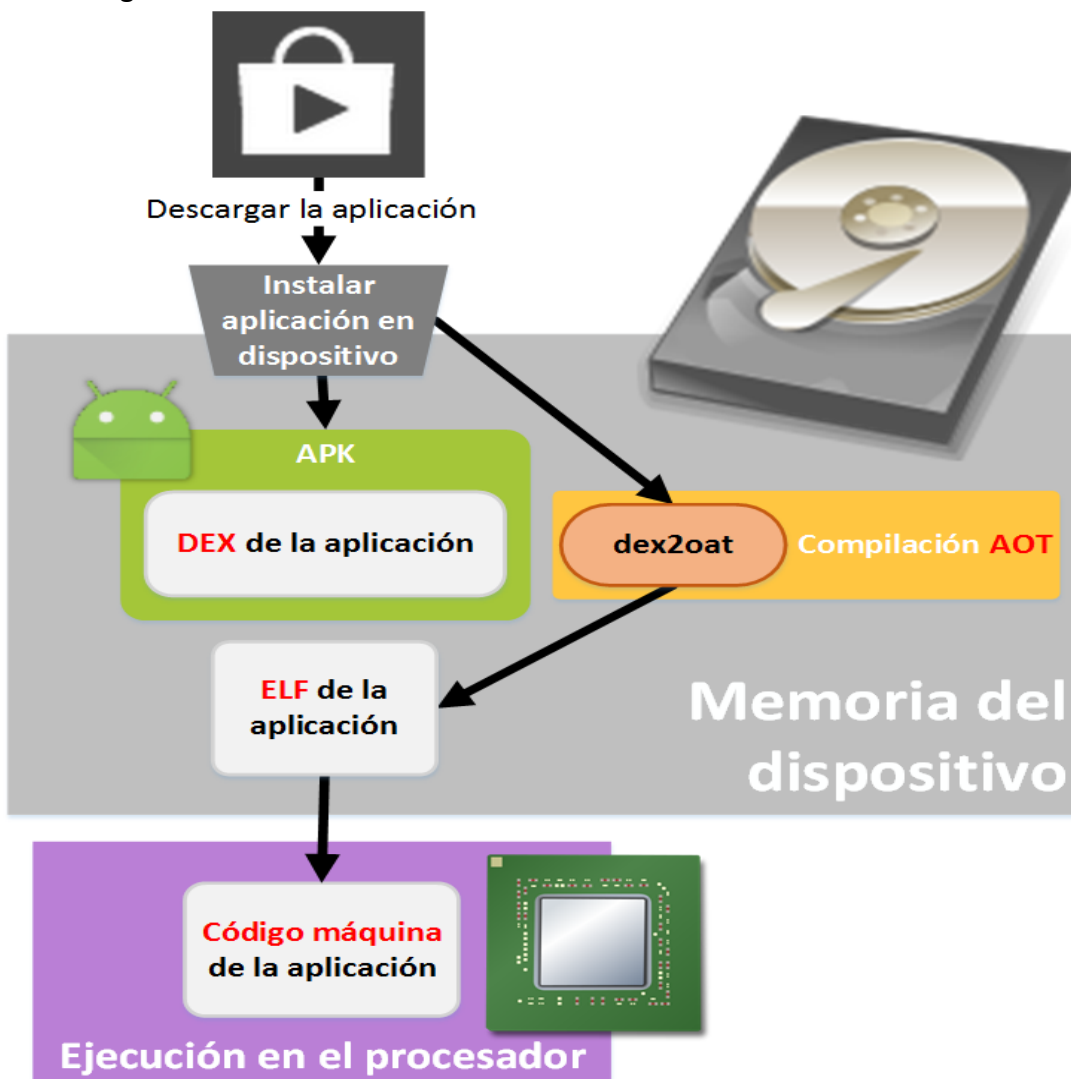 Descargar la aplicación
Instalar
aplicación en
dispositivo
APK
DEX de la aplicación
dex2oat
Compilación AOT
ELF de la
aplicación
Memoria del
dispositivo
Código máquina
de la aplicación
Ejecución en el procesador